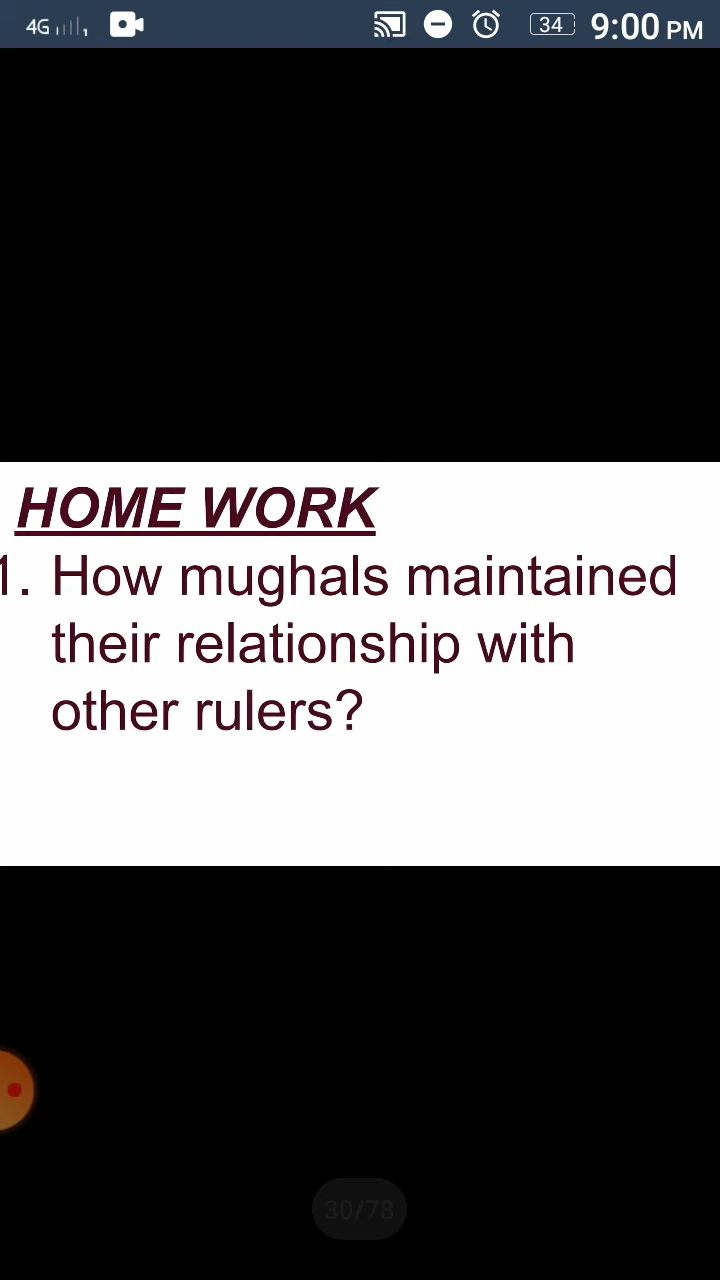 4G 34 9:00 PM
HOME WORK
1. How mughals maintained
their relationship with
other rulers?
30/78